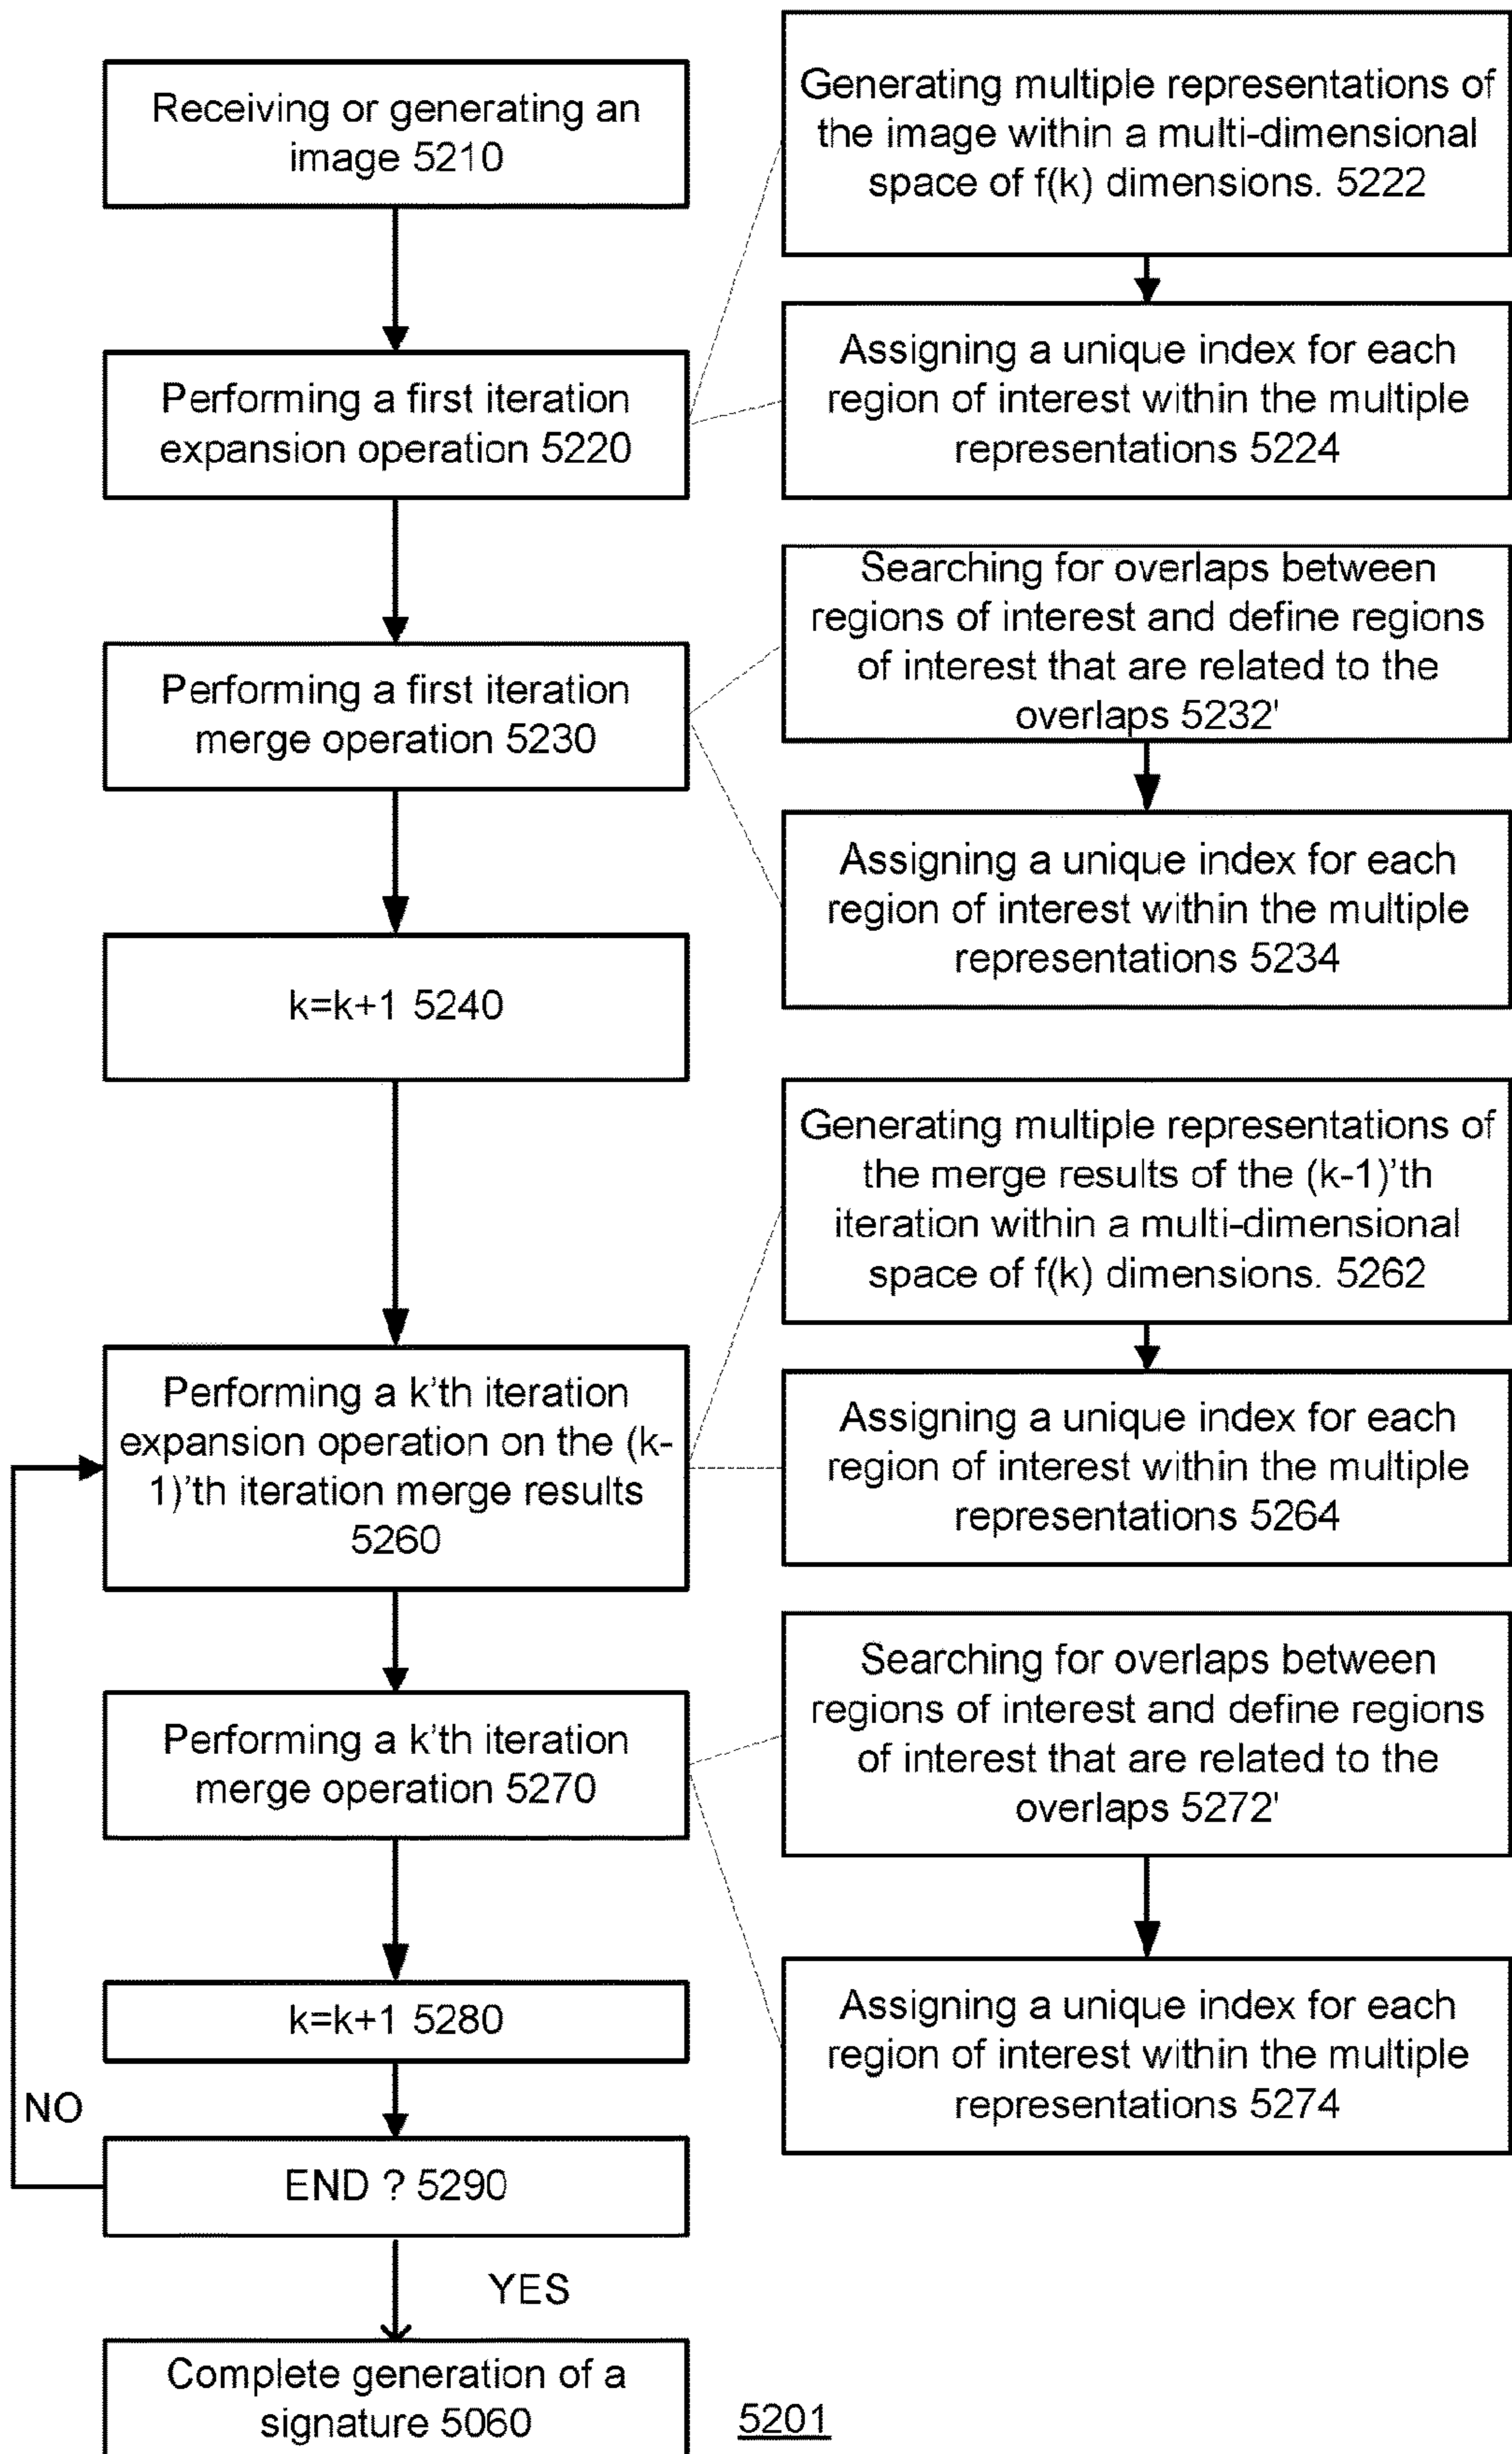 Receiving or generating an
image 5210
Generating multiple representations of
the image within a multi-dimensional
space of f(k) dimensions. 5222
Performing a first iteration
expansion operation 5220
Assigning a unique index for each
region of interest within the multiple
representations 5224
Searching for overlaps between
regions of interest and define regions
of interest that are related to the
overlaps 5232'
Performing a first iteration
merge operation 5230
Assigning a unique index for each
region of interest within the multiple
representations 5234
k=k+1 5240
Generating multiple representations of
the merge results of the (k-1)'th
iteration within a multi-dimensional
space of f(k) dimensions. 5262
Performing a k'th iteration
expansion operation on the (k-
1)'th iteration merge results
5260
Assigning a unique index for each
region of interest within the multiple
representations 5264
Searching for overlaps between
regions of interest and define regions
of interest that are related to the
overlaps 5272'
Performing a k'th iteration
merge operation 5270
Assigning a unique index for each
region of interest within the multiple
representations 5274
k=k+1 5280
NO
END ? 5290
YES
Complete generation of a
signature 5060
5201